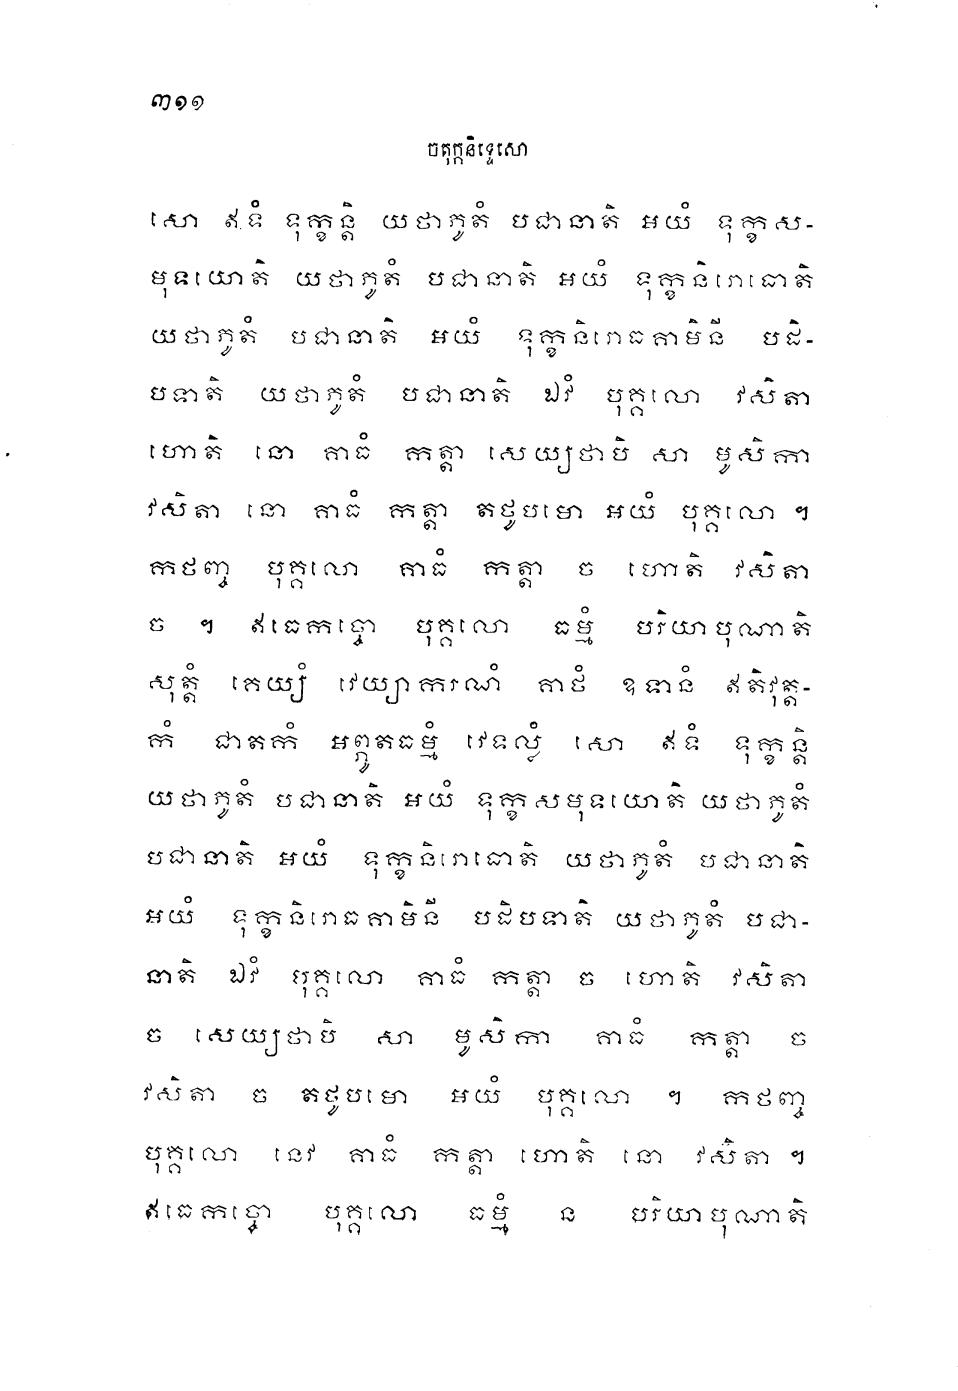 ៣១១
ចតុក្កនិទ្ទេសោ
សោ ឥទំ ទុក្ខន្តិ យថាភូតំ បជានាតិ អយំ ទុក្ខស-
មុទយោតិ យថាភូតំ បជានាតិ អយំ ទុក្ខនិរោធោតិ
យថាភូតំ បជានាតិ អយំ ទុក្ខនិរោធគាមិនី បដិ-
បទាតិ យថាភូតំ បជានាតិ ឯវំ បុគ្គលោ វសិតា
ហោតិ នោ គាធំ កត្តា សេយ្យថាបិ សា មូសិកា
វសិតា នោ គាធំ កត្តា តថូបមោ អយំ បុគ្គលោ ។
កថញ្ច បុគ្គលោ គាធំ កត្តា ច ហោតិ វសិតា
ច ។ ឥធេកច្ចោ បុគ្គលោ ធម្មំ បរិយាបុណាតិ
សុត្តំ គេយ្យំ វេយ្យាករណំ គាថំ ឧទានំ ឥតិវុត្ត-
កំ ជាតកំ អព្ភូតធម្មំ វេទល្លំ សោ ឥទំ ទុក្ខន្តិ
យថាភូតំ បជានាតិ អយំ ទុក្ខសមុទយោតិ យថាភូតំ
បជានាតិ អយំ ទុក្ខនិរោធោតិ យថាភូតំ បជានាតិ
អយំ ទុក្ខនិរោធគាមិនី បដិបទាតិ យថាភូតំ បជា-
នាតិ ឯវំ បុគ្គលោ គាធំ កត្តា ច ហោតិ វសិតា
ច សេយ្យថាបិ សា មូសិកា គាធំ កត្តា ច
វសិតា ច តថូបមោ អយំ បុគ្គលោ ។ កថញ្ច
បុគ្គលោ នេវ គាធំ កត្តា ហោតិ នោ វសិតា ។
ឥធេកច្ចោ បុគ្គលោ ធម្មំ ន បរិយាបុណាតិ